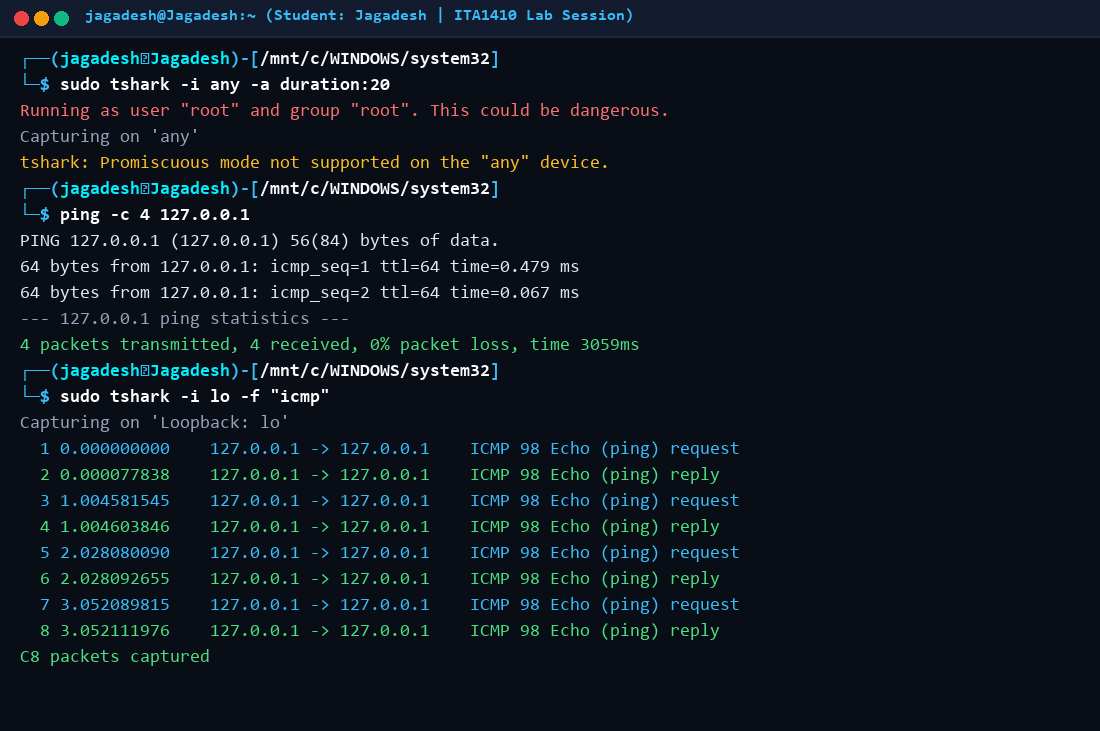 jagadesh@Jagadesh:~ (Student: Jagadesh | ITA1410 Lab Session)
┌──(jagadesh▯Jagadesh)-[/mnt/c/WINDOWS/system32]
└─$ sudo tshark -i any -a duration:20
Running as user "root" and group "root". This could be dangerous.
Capturing on 'any'
tshark: Promiscuous mode not supported on the "any" device.
┌──(jagadesh▯Jagadesh)-[/mnt/c/WINDOWS/system32]
└─$ ping -c 4 127.0.0.1
PING 127.0.0.1 (127.0.0.1) 56(84) bytes of data.
64 bytes from 127.0.0.1: icmp_seq=1 ttl=64 time=0.479 ms
64 bytes from 127.0.0.1: icmp_seq=2 ttl=64 time=0.067 ms
--- 127.0.0.1 ping statistics ---
4 packets transmitted, 4 received, 0% packet loss, time 3059ms
┌──(jagadesh▯Jagadesh)-[/mnt/c/WINDOWS/system32]
└─$ sudo tshark -i lo -f "icmp"
Capturing on 'Loopback: lo'
  1 0.000000000    127.0.0.1 -> 127.0.0.1    ICMP 98 Echo (ping) request
  2 0.000077838    127.0.0.1 -> 127.0.0.1    ICMP 98 Echo (ping) reply
  3 1.004581545    127.0.0.1 -> 127.0.0.1    ICMP 98 Echo (ping) request
  4 1.004603846    127.0.0.1 -> 127.0.0.1    ICMP 98 Echo (ping) reply
  5 2.028080090    127.0.0.1 -> 127.0.0.1    ICMP 98 Echo (ping) request
  6 2.028092655    127.0.0.1 -> 127.0.0.1    ICMP 98 Echo (ping) reply
  7 3.052089815    127.0.0.1 -> 127.0.0.1    ICMP 98 Echo (ping) request
  8 3.052111976    127.0.0.1 -> 127.0.0.1    ICMP 98 Echo (ping) reply
C8 packets captured